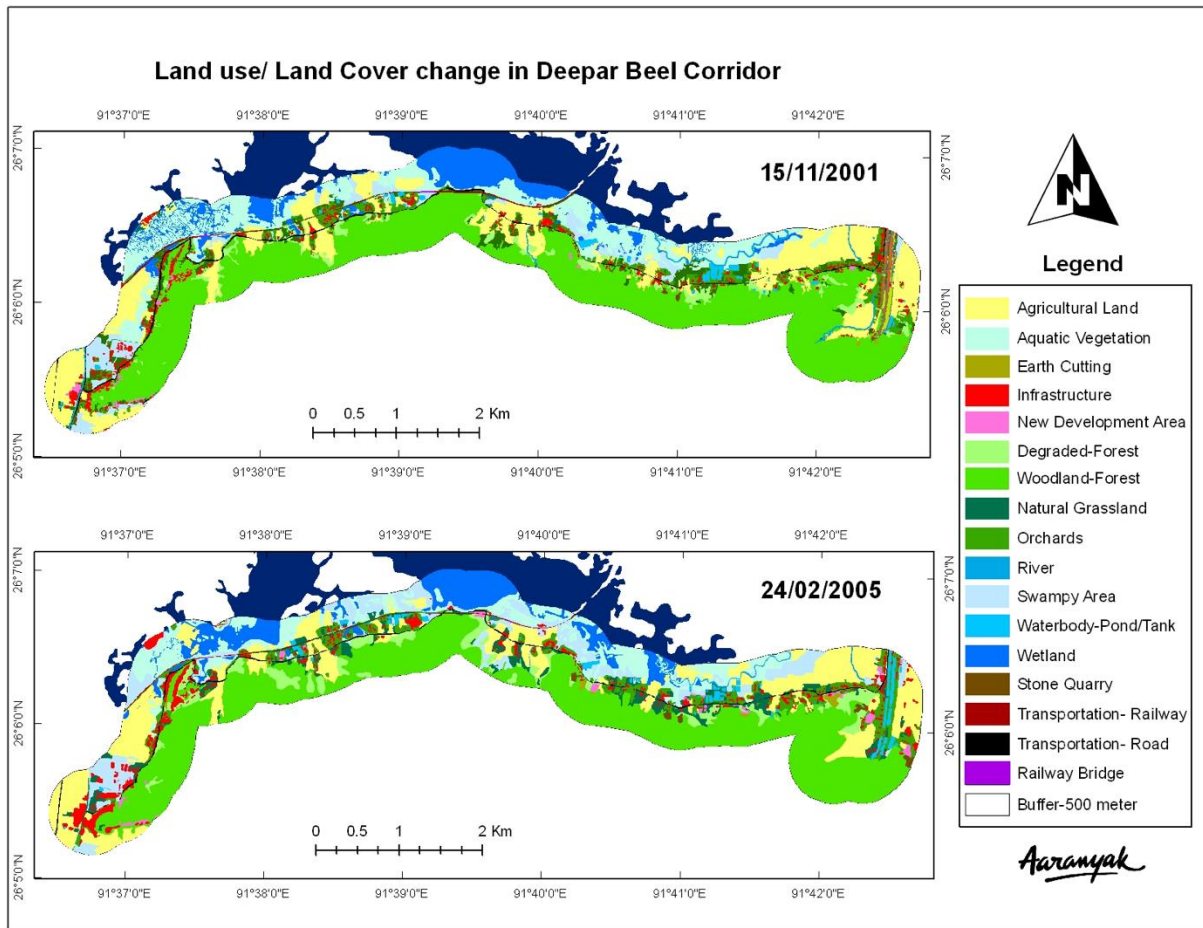 Land use/ Land Cover change in Deepar Beel Corridor
91°37'0"E 91°38'0"E 91°39'0"E 91°40'0"E 91°41'0"E 91°42'0"E
26°7'0"N
26°7'0"N
15/11/2001
26°6'0"N
26°6'0"N
0 0.5 1 2 Km
26°5'0"N
91°37'0"E 91°38'0"E 91°39'0"E 91°40'0"E 91°41'0"E 91°42'0"E
91°37'0"E 91°38'0"E 91°39'0"E 91°40'0"E 91°41'0"E 91°42'0"E
26°7'0"N
26°7'0"N
24/02/2005
26°6'0"N
26°6'0"N
0 0.5 1 2 Km
26°5'0"N
91°37'0"E 91°38'0"E 91°39'0"E 91°40'0"E 91°41'0"E 91°42'0"E
N
Legend
Agricultural Land
Aquatic Vegetation
Earth Cutting
Infrastructure
New Development Area
Degraded-Forest
Woodland-Forest
Natural Grassland
Orchards
River
Swampy Area
Waterbody-Pond/Tank
Wetland
Stone Quarry
Transportation- Railway
Transportation- Road
Railway Bridge
Buffer-500 meter
Aaranyak